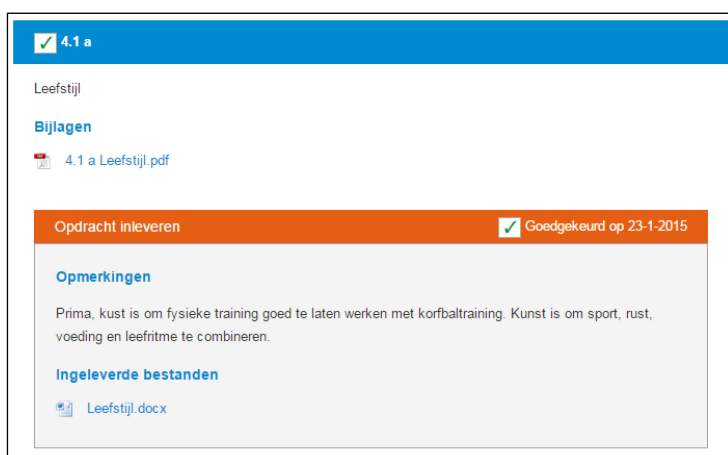 4.1 a
Leefstijl
Bijlagen
4.1 a Leefstijl.pdf
Opdracht inleveren
Goedgekeurd op 23-1-2015
Opmerkingen
Prima, kust is om fysieke training goed te laten werken met korfbaltraining. Kunst is om sport, rust,
voeding en leefritme te combineren.
Ingeleverde bestanden
Leefstijl.docx